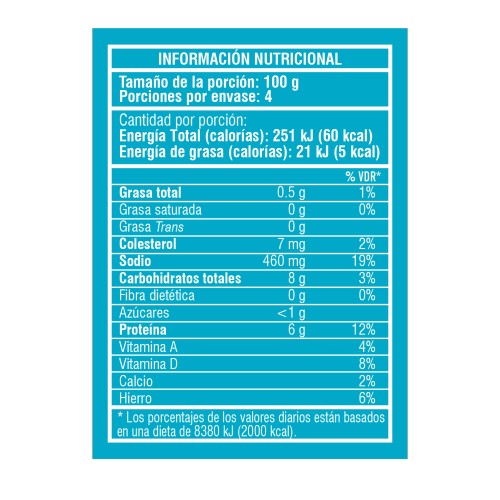 INFORMACIÓN NUTRICIONAL
Tamaño de la porción: 100 g
Porciones por envase: 4
Cantidad por porción:
Energía Total (calorías): 251 kJ (60 kcal)
Energía de grasa (calorías): 21 kJ (5 kcal)
% VDR*
Grasa total 0.5 g 1%
Grasa saturada 0 g 0%
Grasa Trans 0 g
Colesterol 7 mg 2%
Sodio 460 mg 19%
Carbohidratos totales 8 g 3%
Fibra dietética 0 g 0%
Azúcares <1 g
Proteína 6 g 12%
Vitamina A 4%
Vitamina D 8%
Calcio 2%
Hierro 6%
* Los porcentajes de los valores diarios están basados
en una dieta de 8380 kJ (2000 kcal).